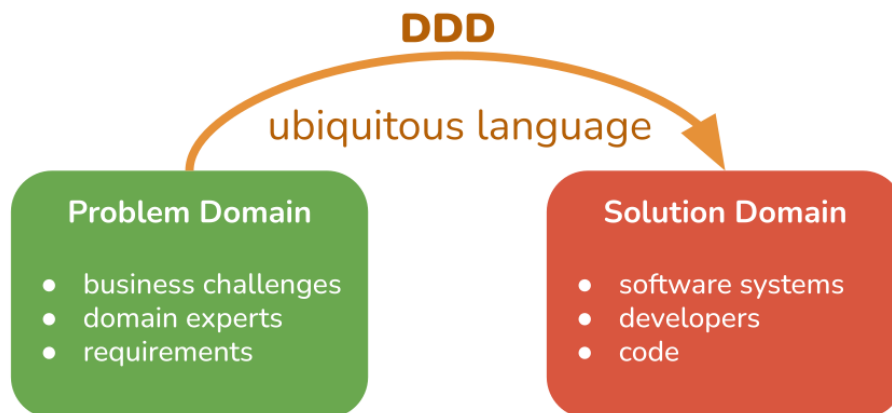 DDD
ubiquitous language
Problem Domain
● business challenges
● domain experts
● requirements
Solution Domain
● software systems
● developers
● code